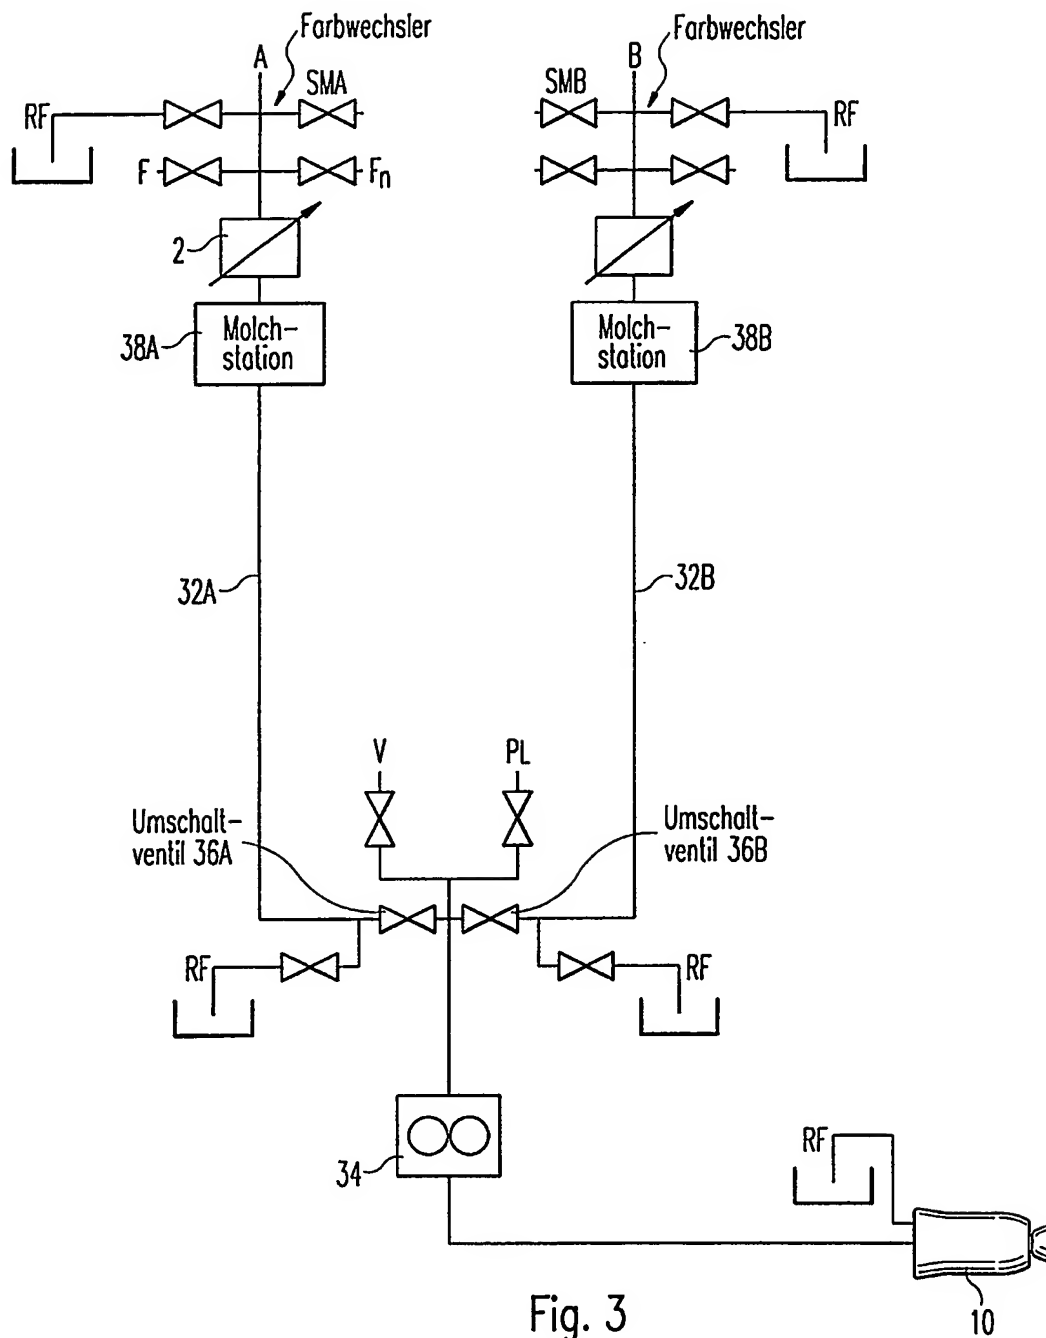 Farbwechsler
A
SMA
RF
F
Fn
2
38A
Molch-
station
32A
Farbwechsler
B
SMB
RF
Molch-
station
38B
32B
V
PL
Umschalt-
ventil 36A
Umschalt-
ventil 36B
RF
RF
34
RF
10
Fig. 3